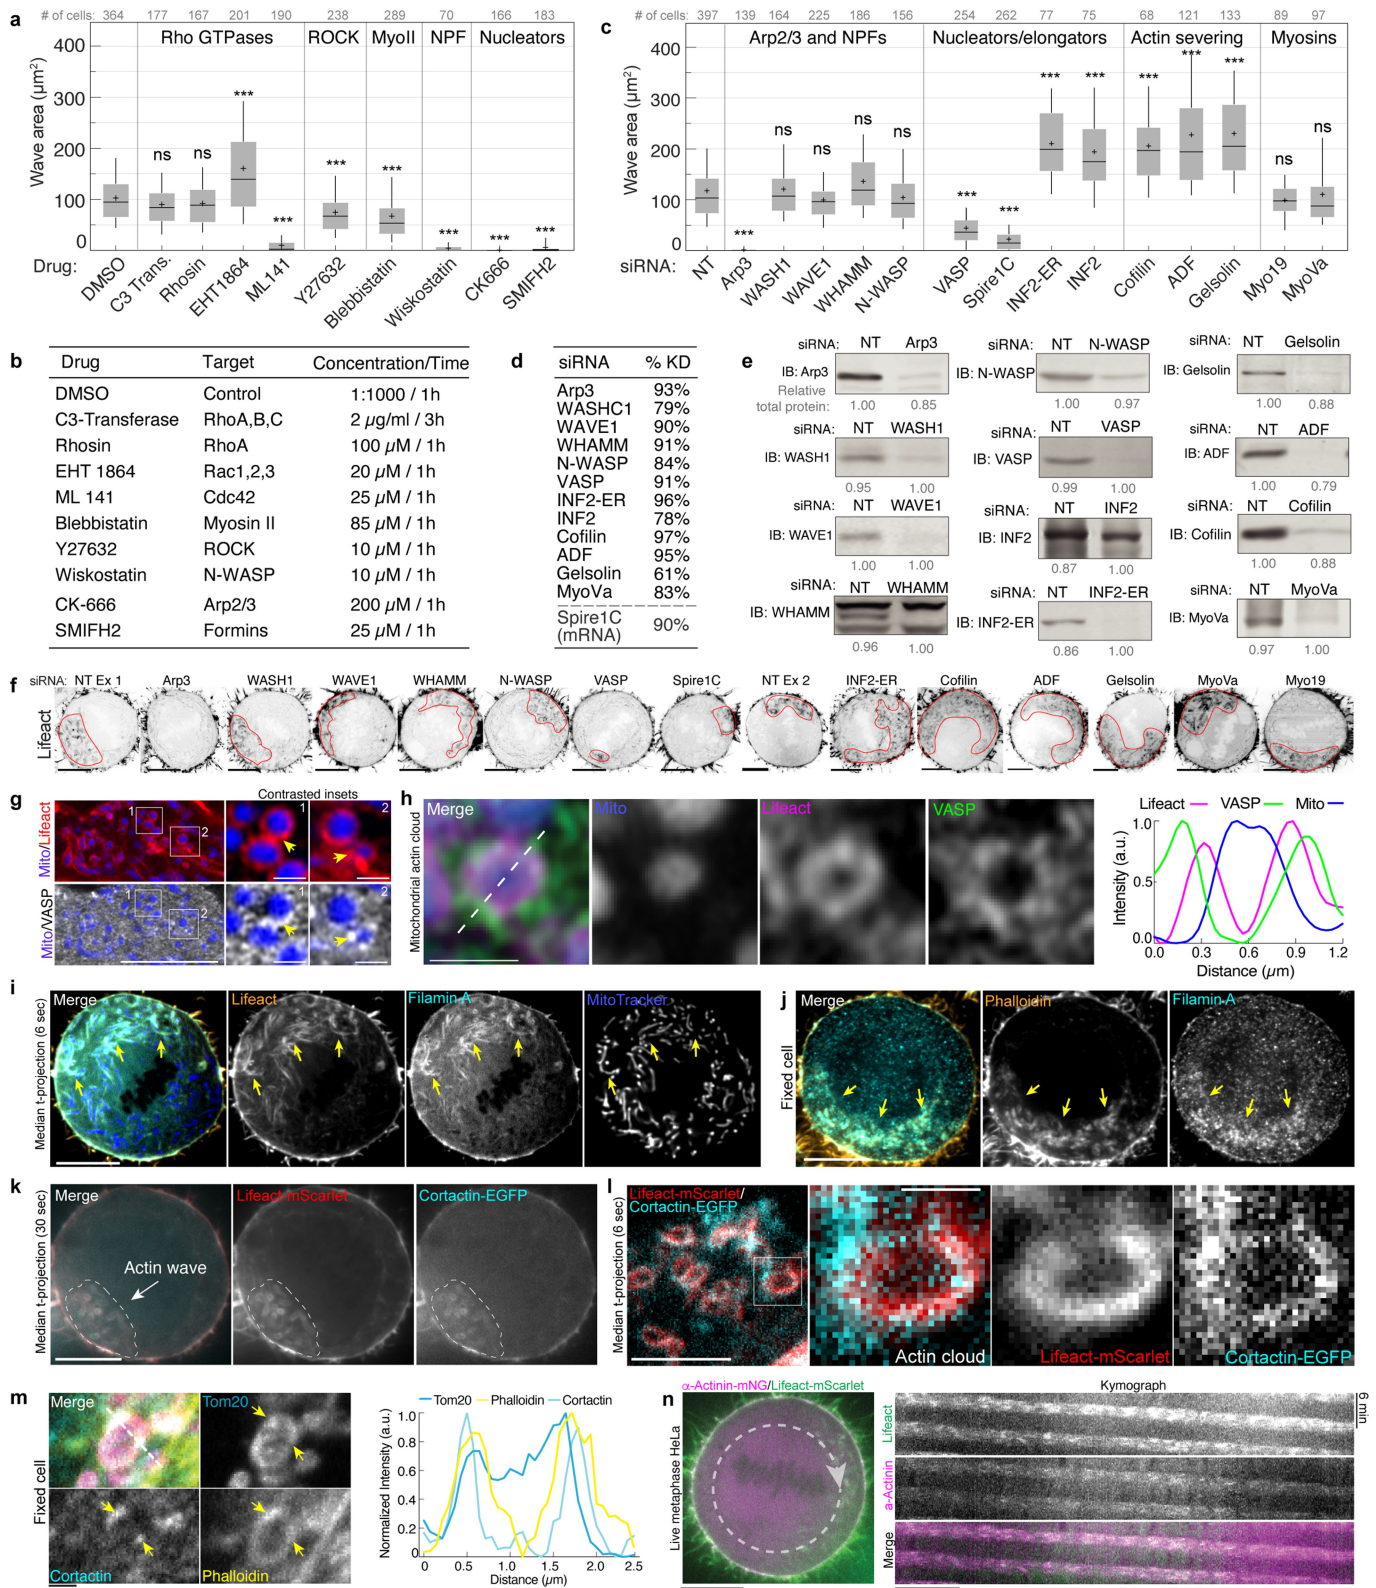 a
# of cells: 364 177 167 201 190 238 289 70 166 183
Rho GTPases ROCK MyoII NPF Nucleators
Wave area (µm²)
400
300
200
100
0
ns ns *** *** *** *** *** *** ***
Drug: DMSO C3 Trans. Rhosin EHT1864 ML141 Y27632 Blebbistatin Wiskostatin CK666 SMIFH2
c
# of cells: 397 139 164 225 186 156 254 262 77 75 68 121 133 89 97
Arp2/3 and NPFs Nucleators/elongators Actin severing Myosins
Wave area (µm²)
400
300
200
100
0
*** ns ns ns ns *** *** *** *** *** *** *** ns ns
siRNA: NT Arp3 WASH1 WAVE1 WHAMM N-WASP VASP Spire1C INF2-ER INF2 Cofilin ADF Gelsolin Myo19 MyoVa
b
Drug Target Concentration/Time
DMSO Control 1:1000 / 1h
C3-Transferase RhoA,B,C 2 µg/ml / 3h
Rhosin RhoA 100 µM / 1h
EHT 1864 Rac1,2,3 20 µM / 1h
ML 141 Cdc42 25 µM / 1h
Blebbistatin Myosin II 85 µM / 1h
Y27632 ROCK 10 µM / 1h
Wiskostatin N-WASP 10 µM / 1h
CK-666 Arp2/3 200 µM / 1h
SMIFH2 Formins 25 µM / 1h
d
siRNA % KD
Arp3 93%
WASHC1 79%
WAVE1 90%
WHAMM 91%
N-WASP 84%
VASP 91%
INF2-ER 96%
INF2 78%
Cofilin 97%
ADF 95%
Gelsolin 61%
MyoVa 83%
Spire1C (mRNA) 90%
e
siRNA: NT Arp3
IB: Arp3
Relative total protein: 1.00 0.85
siRNA: NT WASH1
IB: WASH1
0.95 1.00
siRNA: NT WAVE1
IB: WAVE1
1.00 1.00
siRNA: NT WHAMM
IB: WHAMM
0.96 1.00
siRNA: NT N-WASP
IB: N-WASP
1.00 0.97
siRNA: NT VASP
IB: VASP
0.99 1.00
siRNA: NT INF2
IB: INF2
0.87 1.00
siRNA: NT INF2-ER
IB: INF2-ER
0.86 1.00
siRNA: NT Gelsolin
IB: Gelsolin
1.00 0.88
siRNA: NT ADF
IB: ADF
1.00 0.79
siRNA: NT Cofilin
IB: Cofilin
1.00 0.88
siRNA: NT MyoVa
IB: MyoVa
0.97 1.00
f
siRNA: NT Ex 1 Arp3 WASH1 WAVE1 WHAMM N-WASP VASP Spire1C NT Ex 2 INF2-ER Cofilin ADF Gelsolin MyoVa Myo19
Lifeact
g
Contrasted insets
Mito/Lifeact
1 2 1 2
Mito/VASP
1 2 1 2
h
Mitochondrial actin cloud
Merge Mito Lifeact VASP
Lifeact VASP Mito
Intensity (a.u.)
1.0
0.5
0.0
0.0 0.3 0.6 0.9 1.2
Distance (µm)
i
Median t-projection (6 sec)
Merge Lifeact Filamin A MitoTracker
j
Fixed cell
Merge Phalloidin Filamin A
k
Median t-projection (30 sec)
Merge Lifeact-mScarlet Cortactin-EGFP
Actin wave
l
Median t-projection (6 sec)
Lifeact-mScarlet/
Cortactin-EGFP
Actin cloud Lifeact-mScarlet Cortactin-EGFP
m
Fixed cell
Merge Tom20
Cortactin Phalloidin
Tom20 Phalloidin Cortactin
Normalized Intensity (a.u.)
1.0
0.8
0.6
0.4
0.2
0
0 0.5 1.0 1.5 2.0 2.5
Distance (µm)
n
α-Actinin-mNG/Lifeact-mScarlet
Live metaphase HeLa
Kymograph
Lifeact
a-Actinin
Merge
6 min